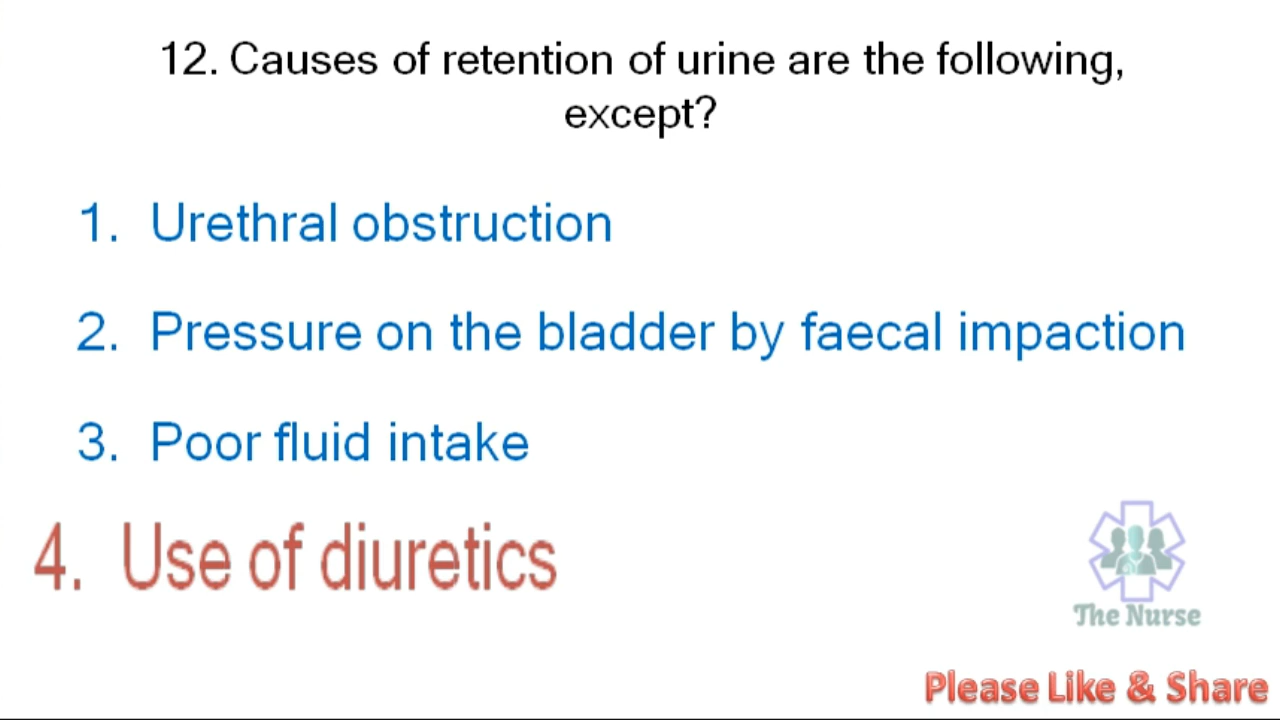 12. Causes of retention of urine are the following,
except?
1. Urethral obstruction
2. Pressure on the bladder by faecal impaction
3. Poor fluid intake
4. Use of diuretics
The Nurse
Please Like & Share